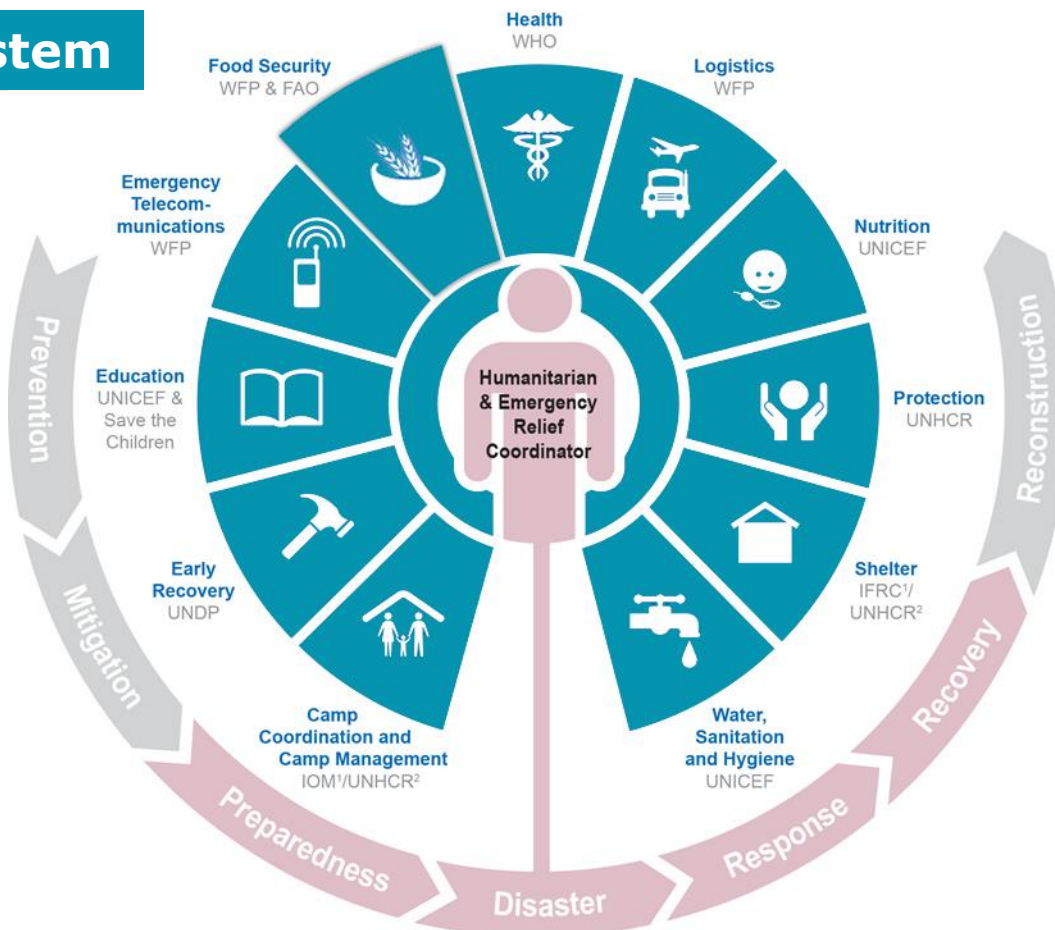 stem
Health
WHO
Food Security
WFP & FAO
Logistics
WFP
Emergency
Telecom-
munications
WFP
Nutrition
UNICEF
Education
UNICEF &
Save the
Children
Humanitarian
& Emergency
Relief
Coordinator
Protection
UNHCR
Early
Recovery
UNDP
Shelter
IFRC¹/
UNHCR²
Camp
Coordination and
Camp Management
IOM¹/UNHCR²
Water,
Sanitation
and Hygiene
UNICEF
Prevention
Mitigation
Preparedness
Disaster
Response
Recovery
Reconstruction